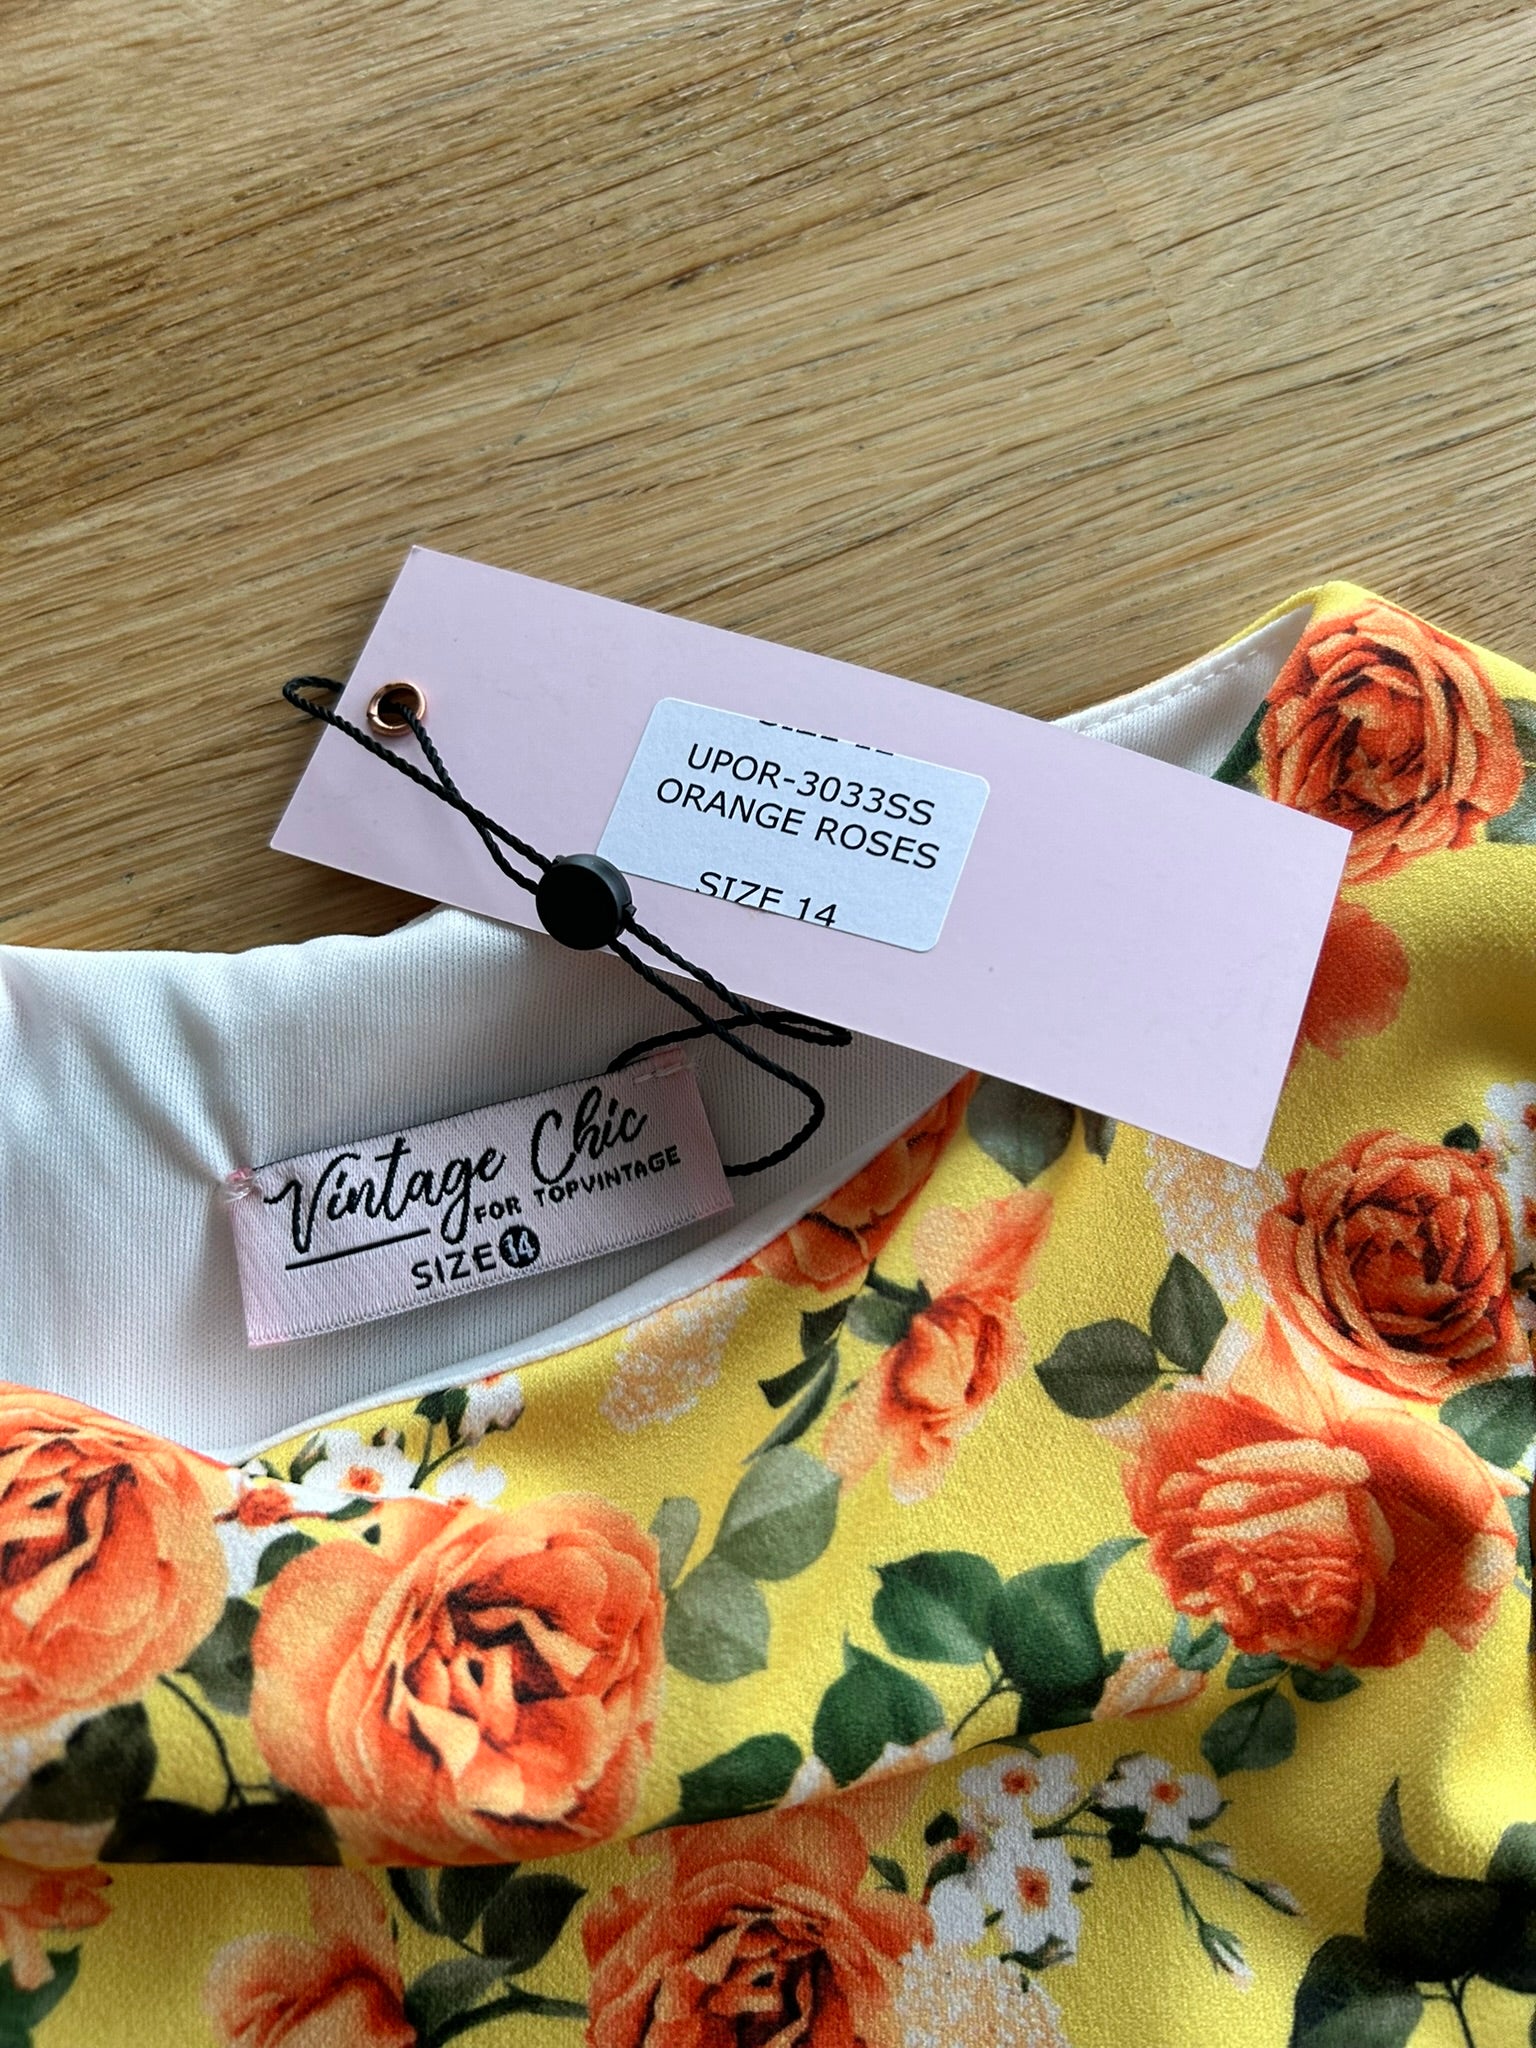 UPOR-3033SS
ORANGE ROSES
SIZE 14
Vintage Chic
FOR TOPVINTAGE
SIZE 14